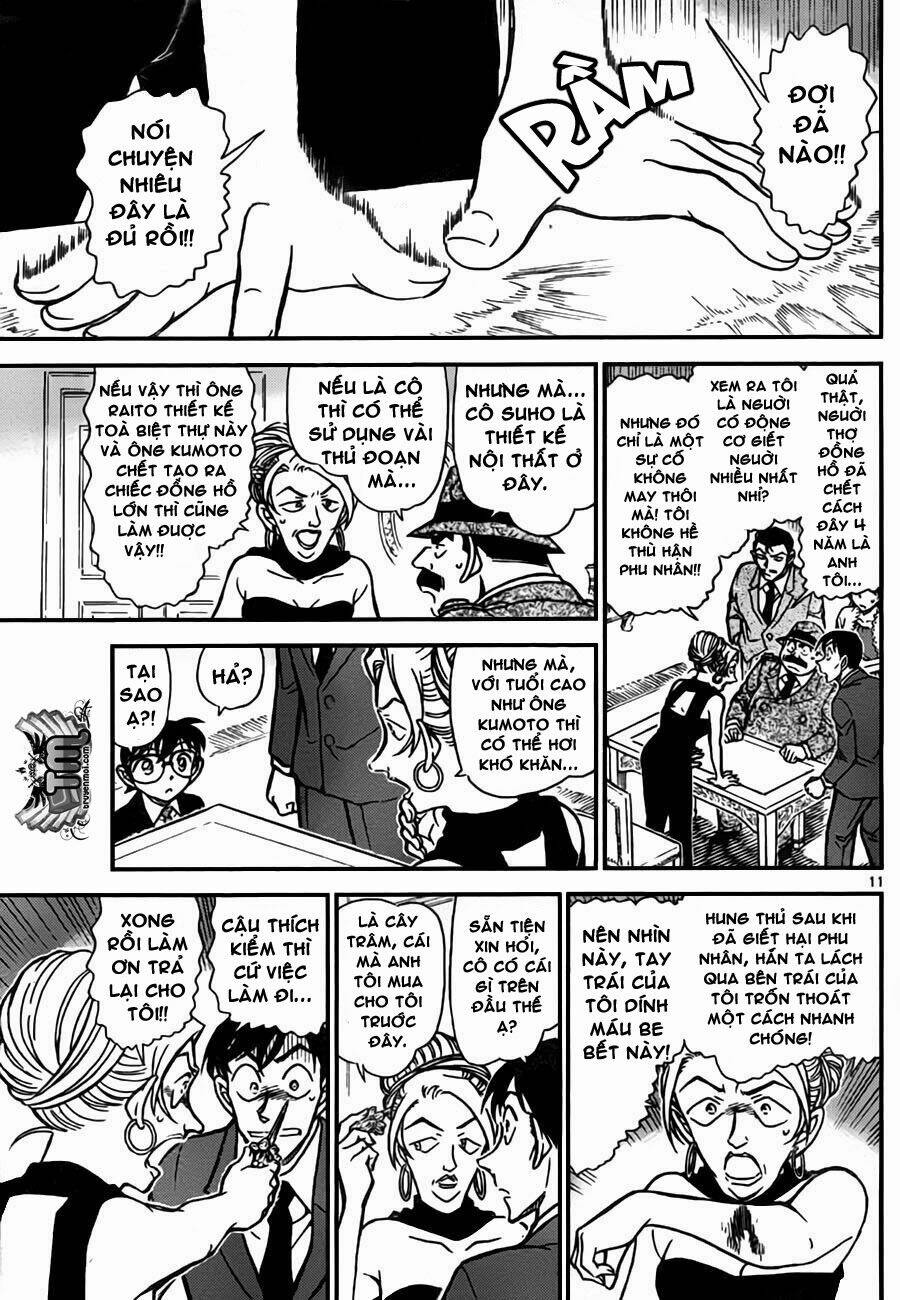 ĐỢI
ĐÃ
NÀO!!
RẦM
NÓI
CHUYỆN
NHIÊU
ĐÂY LÀ
ĐỦ RỒI!!
QUẢ
THẬT,
NGUỜI
THỢ
ĐỒNG
HỒ ĐÃ
CHẾT
CÁCH
ĐÂY 4
NĂM LÀ
ANH
TÔI...
XEM RA TÔI
LÀ NGUỜI
CÓ ĐỘNG
CƠ GIẾT
NGUỜI
NHIỀU NHẤT
NHỈ?
NHƯNG ĐÓ
CHỈ LÀ MỘT
SỰ CỐ
KHÔNG
MAY THÔI
MÀ! TÔI
KHÔNG HỀ
THÙ HẬN
PHU NHÂN!!
NHƯNG MÀ...
CÔ SUHO LÀ
THIẾT KẾ
NỘI THẤT Ở
ĐÂY.
NẾU LÀ CÔ
THÌ CÓ THỂ
SỬ DỤNG VÀI
THỦ ĐOẠN
MÀ...
NẾU VẬY THÌ ÔNG
RAITO THIẾT KẾ
TOÀ BIỆT THỰ NÀY
VÀ ÔNG KUMOTO
CHẾT TẠO RA
CHIẾC ĐỒNG HỒ
LỚN THÌ CŨNG
LÀM ĐUỢC
VẬY!!
NHƯNG MÀ,
VỚI TUỔI CAO
NHƯ ÔNG
KUMOTO THÌ
CÓ THỂ HƠI
KHÓ KHĂN...
HẢ?
TẠI
SAO
Ạ?!
TM
truyenmoi.com
11
HUNG THỦ SAU KHI
ĐÃ GIẾT HẠI PHU
NHÂN, HẮN TA LÁCH
QUA BÊN TRÁI CỦA
TÔI TRỐN THOÁT
MỘT CÁCH NHANH
CHÓNG!
NÊN NHÌN
NÀY, TAY
TRÁI CỦA
TÔI DÍNH
MÁU BE
BẾT NÀY!
SẴN TIỆN
XIN HỎI,
CÔ CÓ CÁI
GÌ TRÊN
ĐẦU THẾ
Ạ?
LÀ CÂY
TRÂM, CÁI
MÀ ANH
TÔI MUA
CHO TÔI
TRUỚC
ĐÂY.
CẬU THÍCH
KIỂM THÌ
CỨ VIỆC
LÀM ĐI...
XONG
RỒI LÀM
ƠN TRẢ
LẠI CHO
TÔI!!